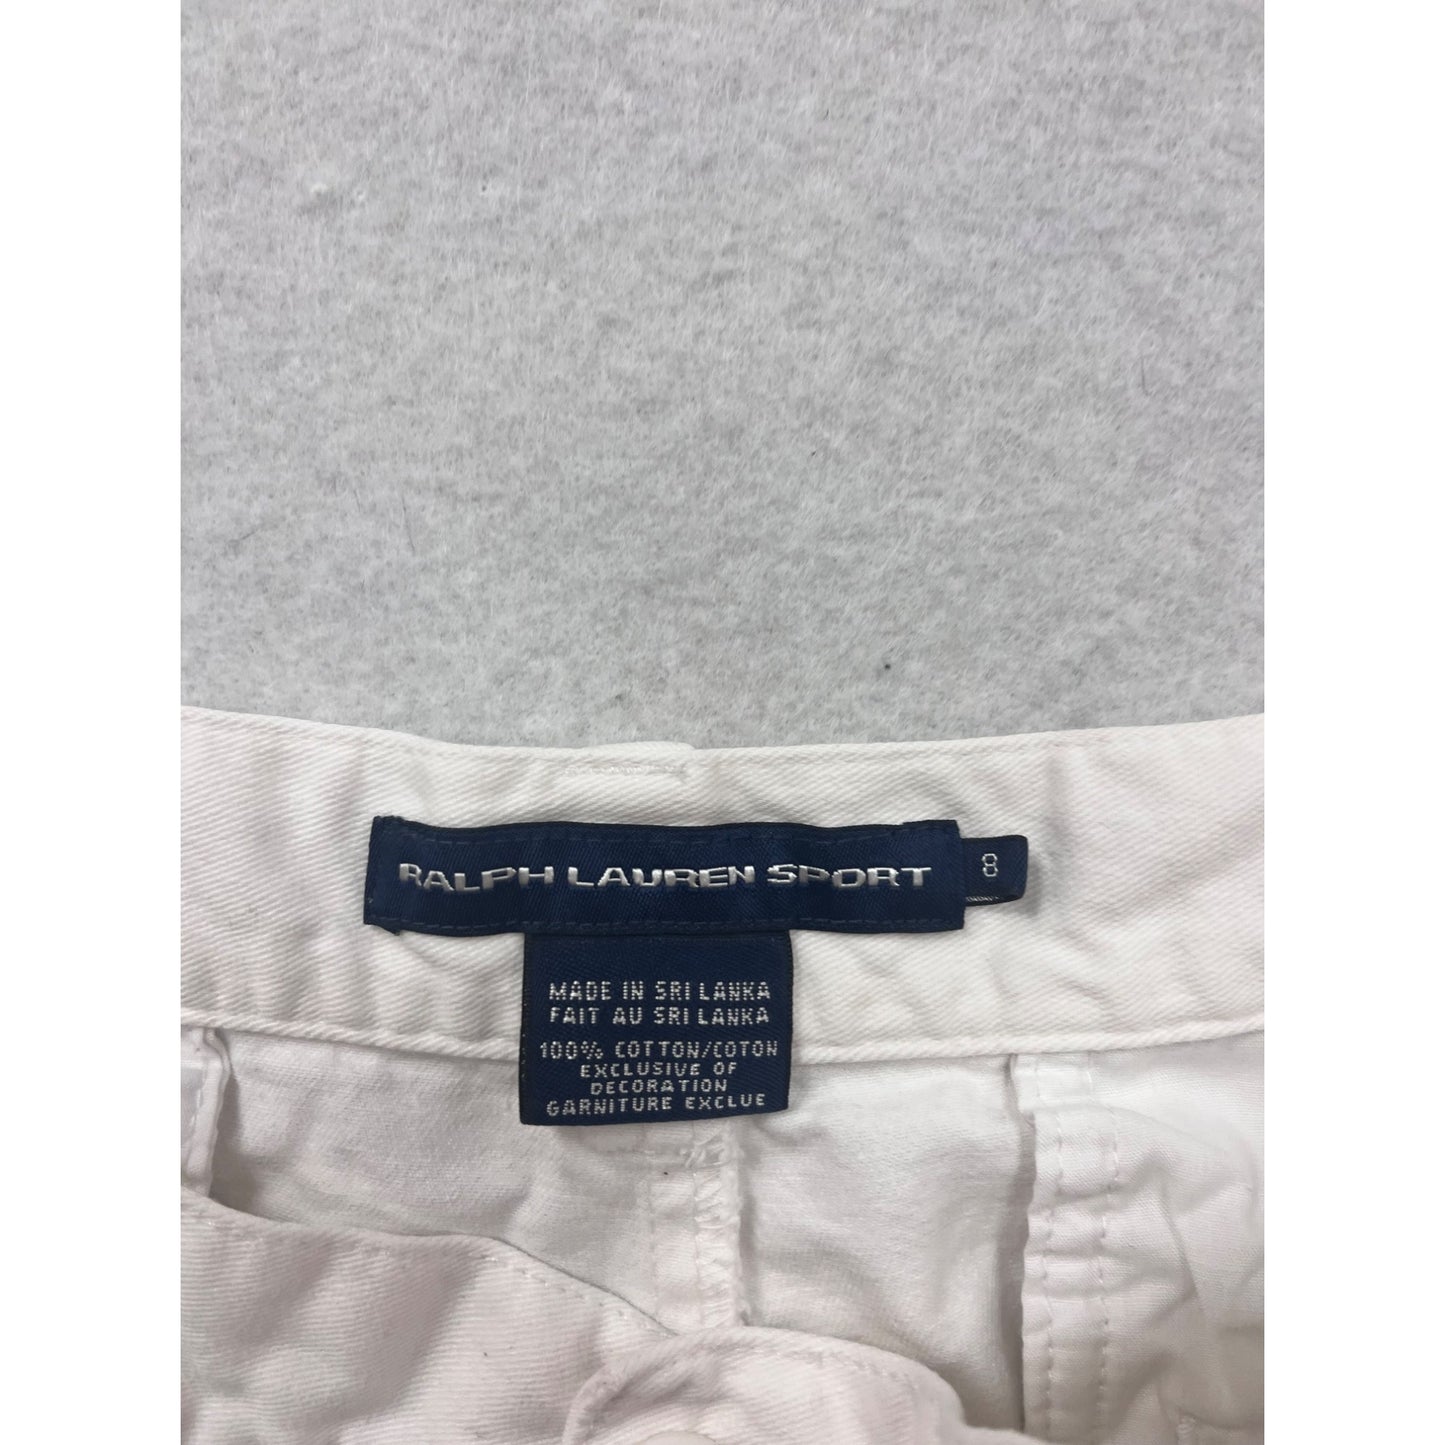 RALPH LAUREN SPORT
8
MADE IN SRI LANKA
FAIT AU SRI LANKA
100% COTTON/COTON
EXCLUSIVE OF
DECORATION
GARNITURE EXCLUE